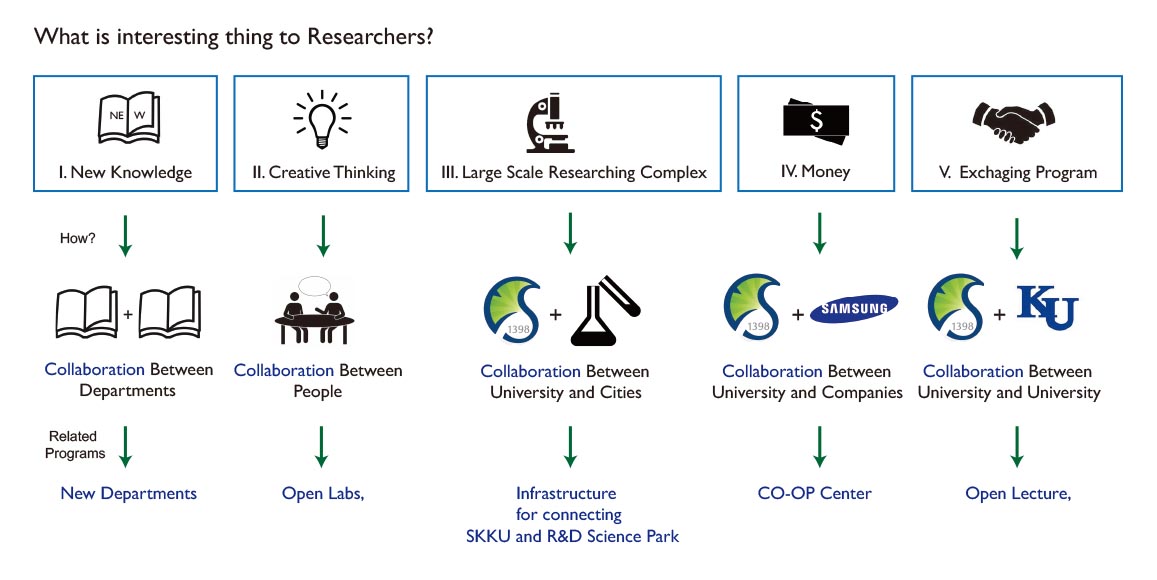 What is interesting thing to Researchers?
NE W
I. New Knowledge
II. Creative Thinking
III. Large Scale Researching Complex
$
IV. Money
V. Exchaging Program
How?
+
Collaboration Between
Departments
Collaboration Between
People
1398
+
Collaboration Between
University and Cities
1398
+ SAMSUNG
Collaboration Between
University and Companies
1398
+ KU
Collaboration Between
University and University
Related
Programs
New Departments
Open Labs,
Infrastructure
for connecting
SKKU and R&D Science Park
CO-OP Center
Open Lecture,